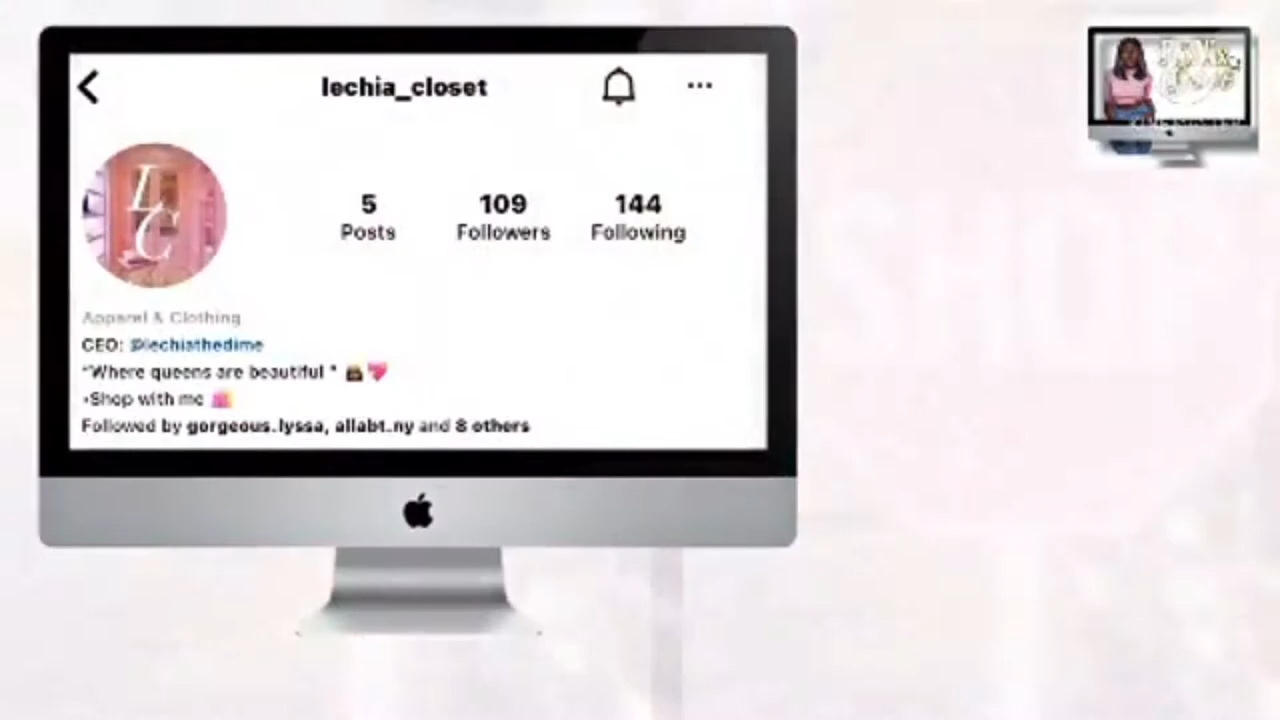 lechia_closet
L
C
5
Posts
109
Followers
144
Following
Apparel & Clothing
CEO: @lechiathedime
"Where queens are beautiful "
•Shop with me
Followed by gorgeous.lyssa, allabt.ny and 8 others